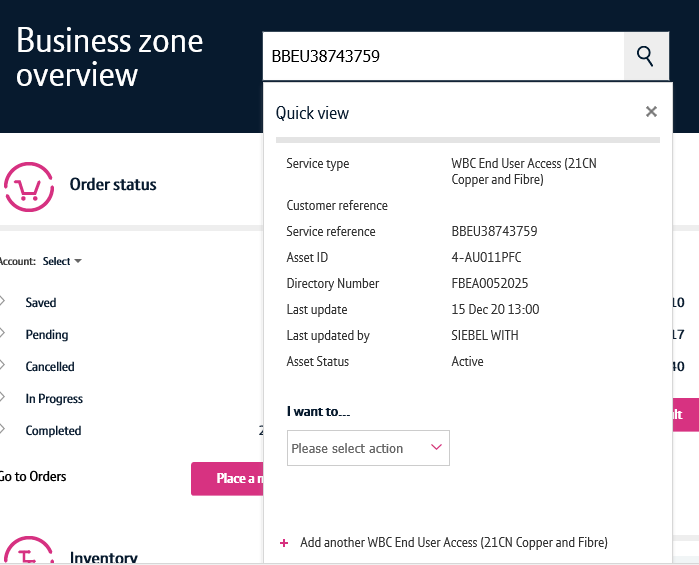 Business zone
overview
BBEU38743759
Quick view
Service type WBC End User Access (21CN
Copper and Fibre)
Customer reference
Service reference BBEU38743759
Asset ID 4-AU011PFC
Directory Number FBEA0052025
Last update 15 Dec 20 13:00
Last updated by SIEBEL WITH
Asset Status Active
I want to...
Please select action
Add another WBC End User Access (21CN Copper and Fibre)
Order status
Account: Select
Saved 10
Pending 17
Cancelled 40
In Progress
Completed 2
Go to Orders
Place a
Inventory